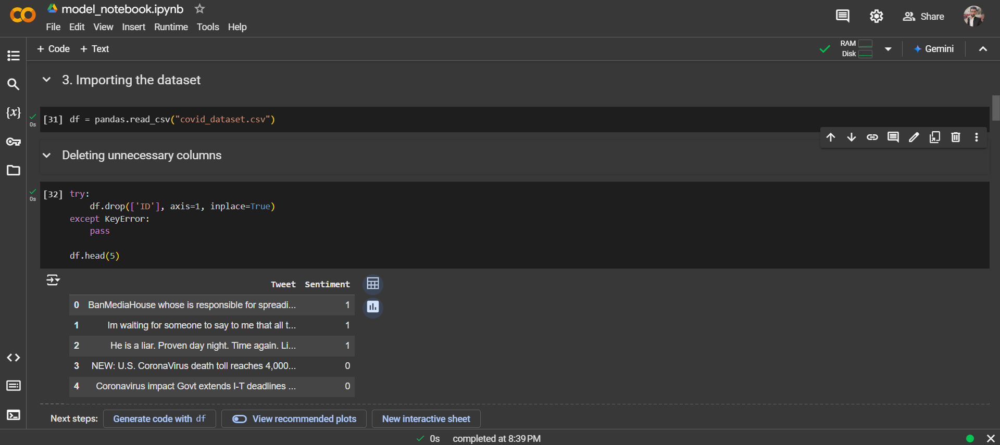 model_notebook.ipynb
File Edit View Insert Runtime Tools Help
Share
+ Code + Text
RAM
Disk
Gemini
3. Importing the dataset
[31] df = pandas.read_csv("covid_dataset.csv")
0s
Deleting unnecessary columns
[32] try:
0s
df.drop(['ID'], axis=1, inplace=True)
except KeyError:
pass
df.head(5)
Tweet Sentiment
0 BanMediaHouse whose is responsible for spreadi... 1
1 Im waiting for someone to say to me that all t... 1
2 He is a liar. Proven day night. Time again. Li... 1
3 NEW: U.S. CoronaVirus death toll reaches 4,000... 0
4 Coronavirus impact Govt extends I-T deadlines ... 0
Next steps: Generate code with df View recommended plots New interactive sheet
0s completed at 8:39 PM